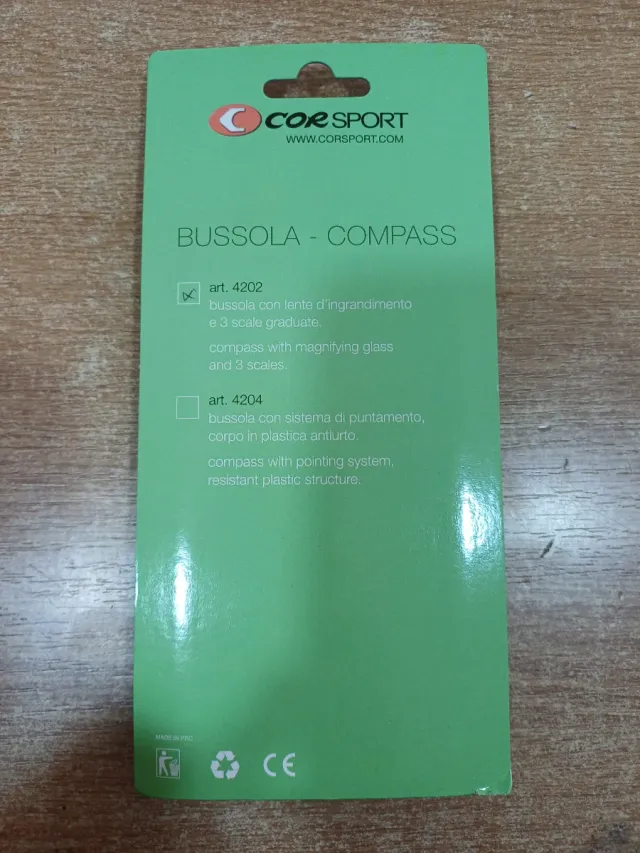 COR SPORT
WWW.CORSPORT.COM
BUSSOLA - COMPASS
art. 4202
bussola con lente d'ingrandimento
e 3 scale graduate.
compass with magnifying glass
and 3 scales.
art. 4204
bussola con sistema di puntamento,
corpo in plastica antiurto.
compass with pointing system,
resistant plastic structure.
MADE IN PRC
CE